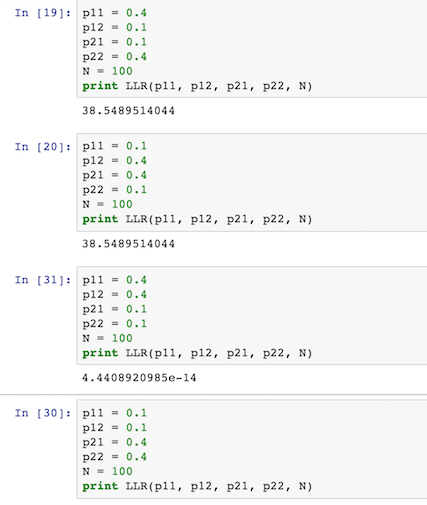 In [19]: p11 = 0.4
p12 = 0.1
p21 = 0.1
p22 = 0.4
N = 100
print LLR(p11, p12, p21, p22, N)
38.5489514044
In [20]: p11 = 0.1
p12 = 0.4
p21 = 0.4
p22 = 0.1
N = 100
print LLR(p11, p12, p21, p22, N)
38.5489514044
In [31]: p11 = 0.4
p12 = 0.4
p21 = 0.1
p22 = 0.1
N = 100
print LLR(p11, p12, p21, p22, N)
4.4408920985e-14
In [30]: p11 = 0.1
p12 = 0.1
p21 = 0.4
p22 = 0.4
N = 100
print LLR(p11, p12, p21, p22, N)